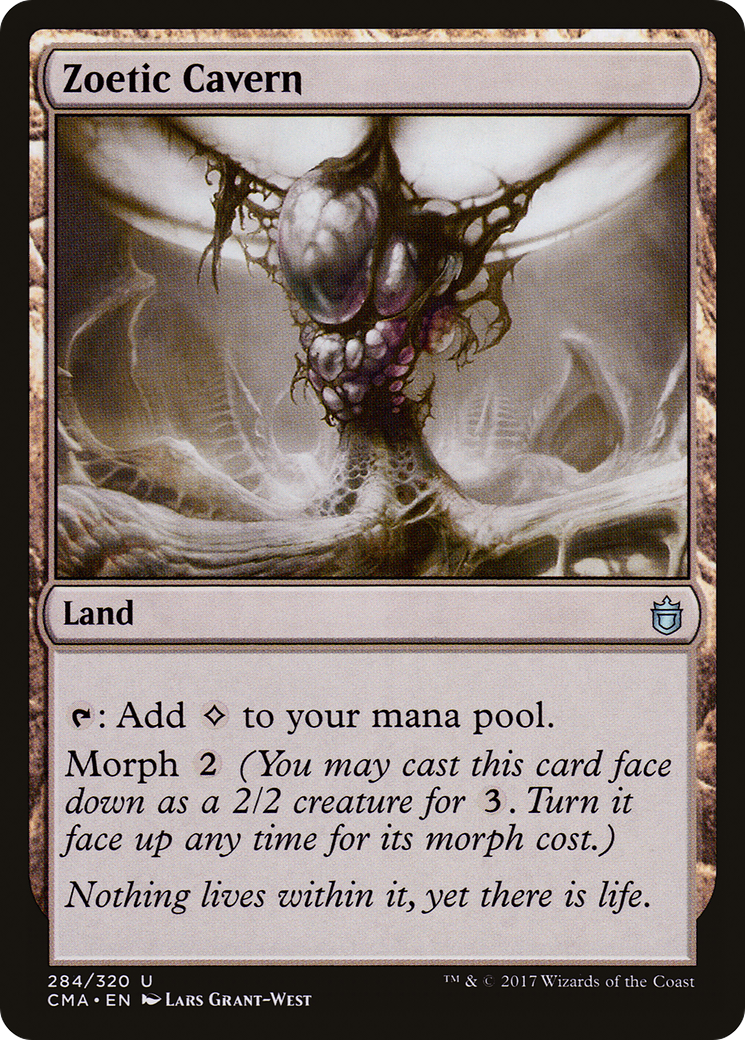 Zoetic Cavern
Land
: Add to your mana pool.
Morph 2 (You may cast this card face
down as a 2/2 creature for 3. Turn it
face up any time for its morph cost.)
Nothing lives within it, yet there is life.
284/320 U
™ & © 2017 Wizards of the Coast
CMA • EN Lars Grant-West